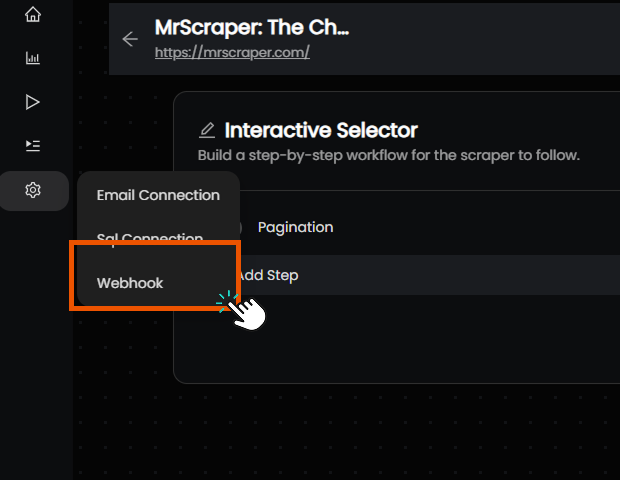 MrScraper: The Ch...
https://mrscraper.com/
Interactive Selector
Build a step-by-step workflow for the scraper to follow.
Email Connection
Sql Connection
Webhook
Pagination
Add Step